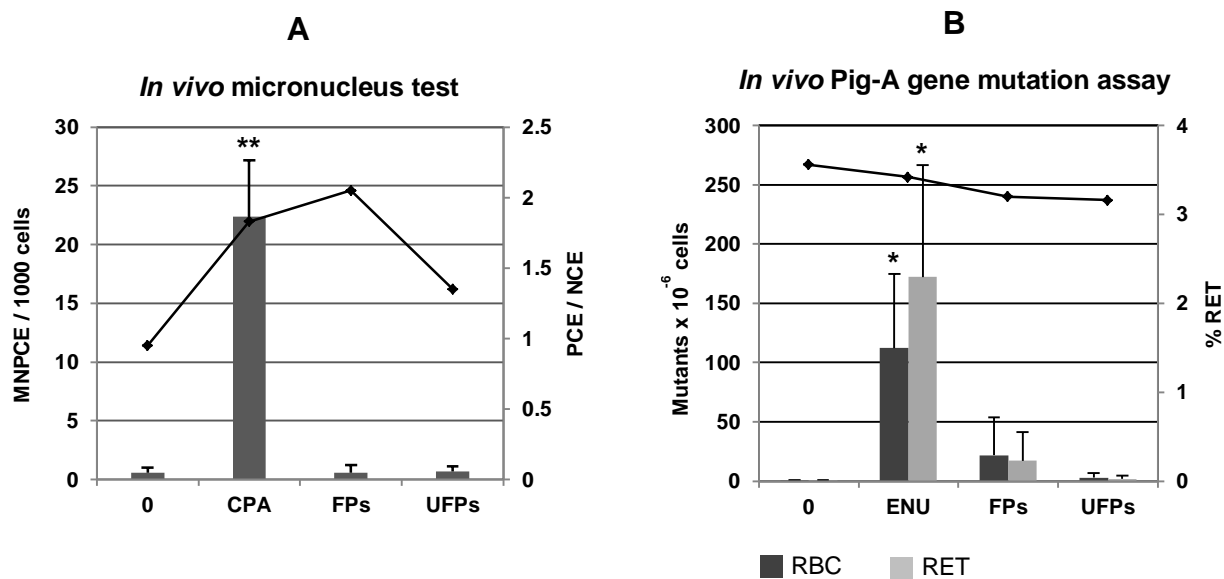 A
In vivo micronucleus test
30
25
20
15
10
5
0
MNPCE / 1000 cells
2.5
2
1.5
1
0.5
0
PCE / NCE
**
0 CPA FPs UFPs
B
In vivo Pig-A gene mutation assay
300
250
200
150
100
50
0
Mutants x 10-6 cells
4
3
2
1
0
% RET
*
*
0 ENU FPs UFPs
RBC RET